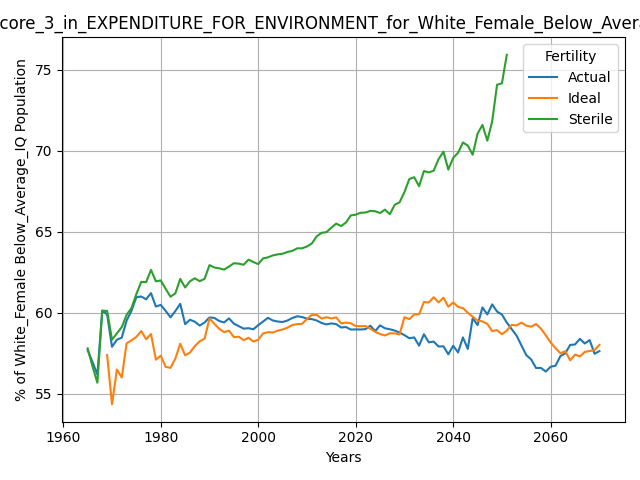 core_3_in_EXPENDITURE_FOR_ENVIRONMENT_for_White_Female_Below_Avera
% of White_Female Below_Average_IQ Population
75
70
65
60
55
1960
1980
2000
2020
2040
2060
Years
Fertility
Actual
Ideal
Sterile